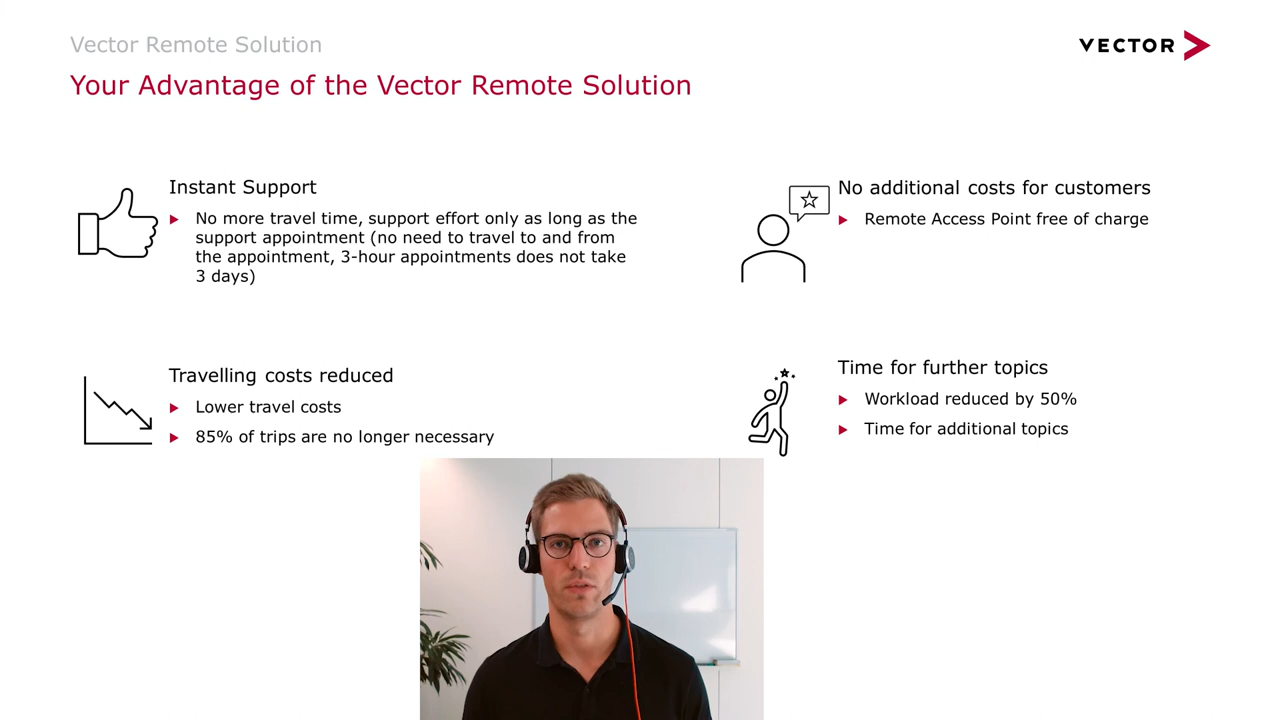 Vector Remote Solution
VECTOR
Your Advantage of the Vector Remote Solution
Instant Support
No more travel time, support effort only as long as the
support appointment (no need to travel to and from
the appointment, 3-hour appointments does not take
3 days)
No additional costs for customers
Remote Access Point free of charge
Travelling costs reduced
Lower travel costs
85% of trips are no longer necessary
Time for further topics
Workload reduced by 50%
Time for additional topics